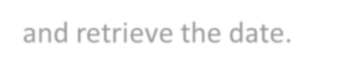 and retrieve the date.